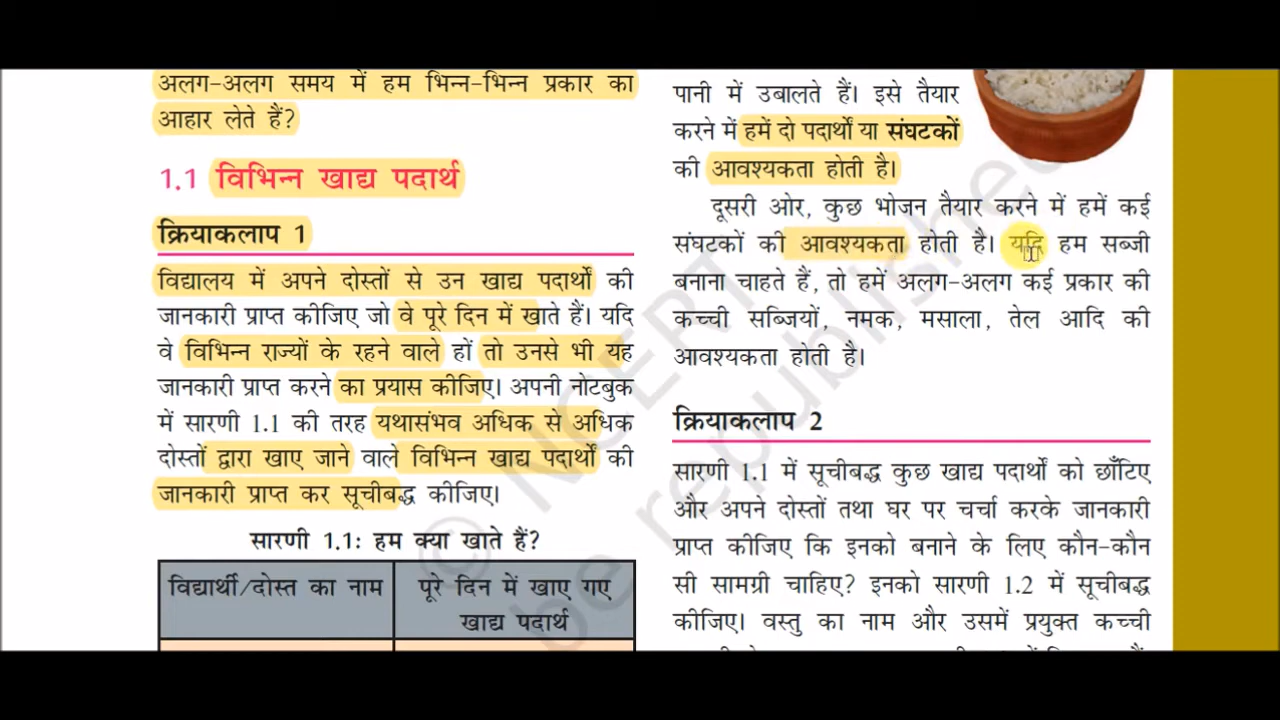 अलग-अलग समय में हम भिन्न-भिन्न प्रकार का
आहार लेते हैं?
1.1 विभिन्न खाद्य पदार्थ
क्रियाकलाप 1
विद्यालय में अपने दोस्तों से उन खाद्य पदार्थों की
जानकारी प्राप्त कीजिए जो वे पूरे दिन में खाते हैं। यदि
वे विभिन्न राज्यों के रहने वाले हों तो उनसे भी यह
जानकारी प्राप्त करने का प्रयास कीजिए। अपनी नोटबुक
में सारणी 1.1 की तरह यथासंभव अधिक से अधिक
दोस्तों द्वारा खाए जाने वाले विभिन्न खाद्य पदार्थों की
जानकारी प्राप्त कर सूचीबद्ध कीजिए।
सारणी 1.1: हम क्या खाते हैं?
विद्यार्थी/दोस्त का नाम
पूरे दिन में खाए गए
खाद्य पदार्थ
पानी में उबालते हैं। इसे तैयार
करने में हमें दो पदार्थों या संघटकों
की आवश्यकता होती है।
दूसरी ओर, कुछ भोजन तैयार करने में हमें कई
संघटकों की आवश्यकता होती है। यदि हम सब्जी
बनाना चाहते हैं, तो हमें अलग-अलग कई प्रकार की
कच्ची सब्जियों, नमक, मसाला, तेल आदि की
आवश्यकता होती है।
क्रियाकलाप 2
सारणी 1.1 में सूचीबद्ध कुछ खाद्य पदार्थों को छाँटिए
और अपने दोस्तों तथा घर पर चर्चा करके जानकारी
प्राप्त कीजिए कि इनको बनाने के लिए कौन-कौन
सी सामग्री चाहिए? इनको सारणी 1.2 में सूचीबद्ध
कीजिए। वस्तु का नाम और उसमें प्रयुक्त कच्ची
© NCERT
be republished